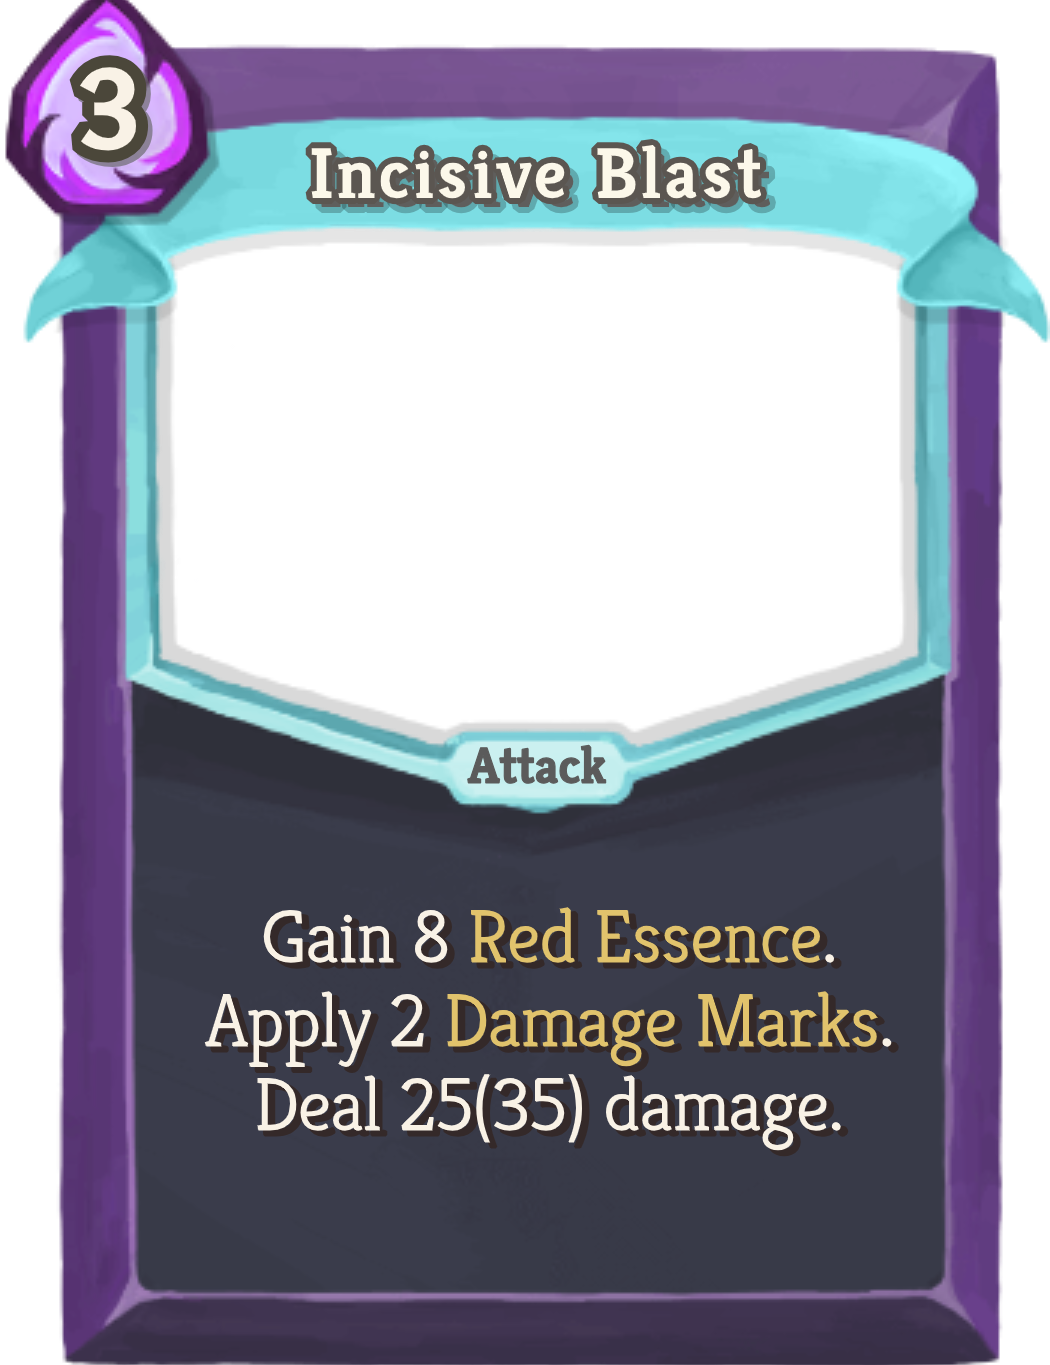 3
Incisive Blast
Attack
Gain 8 Red Essence.
Apply 2 Damage Marks.
Deal 25(35) damage.